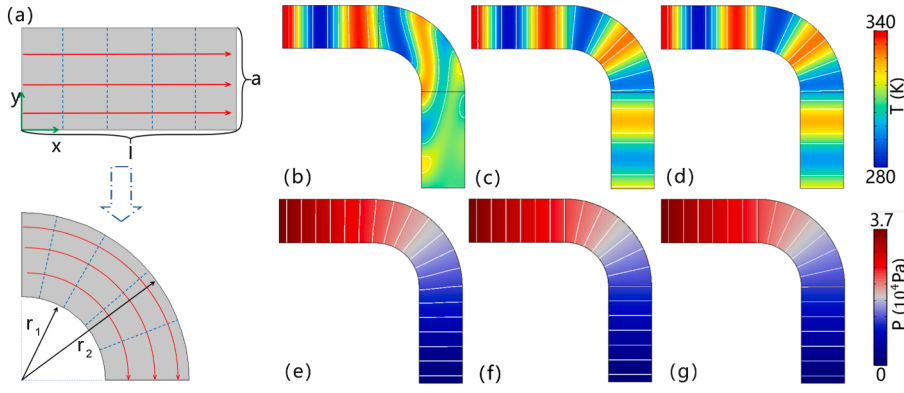 (a)
y
x
a
l
r1
r2
(b)
(c)
(d)
340
T (K)
280
(e)
(f)
(g)
3.7
P (10⁴Pa)
0